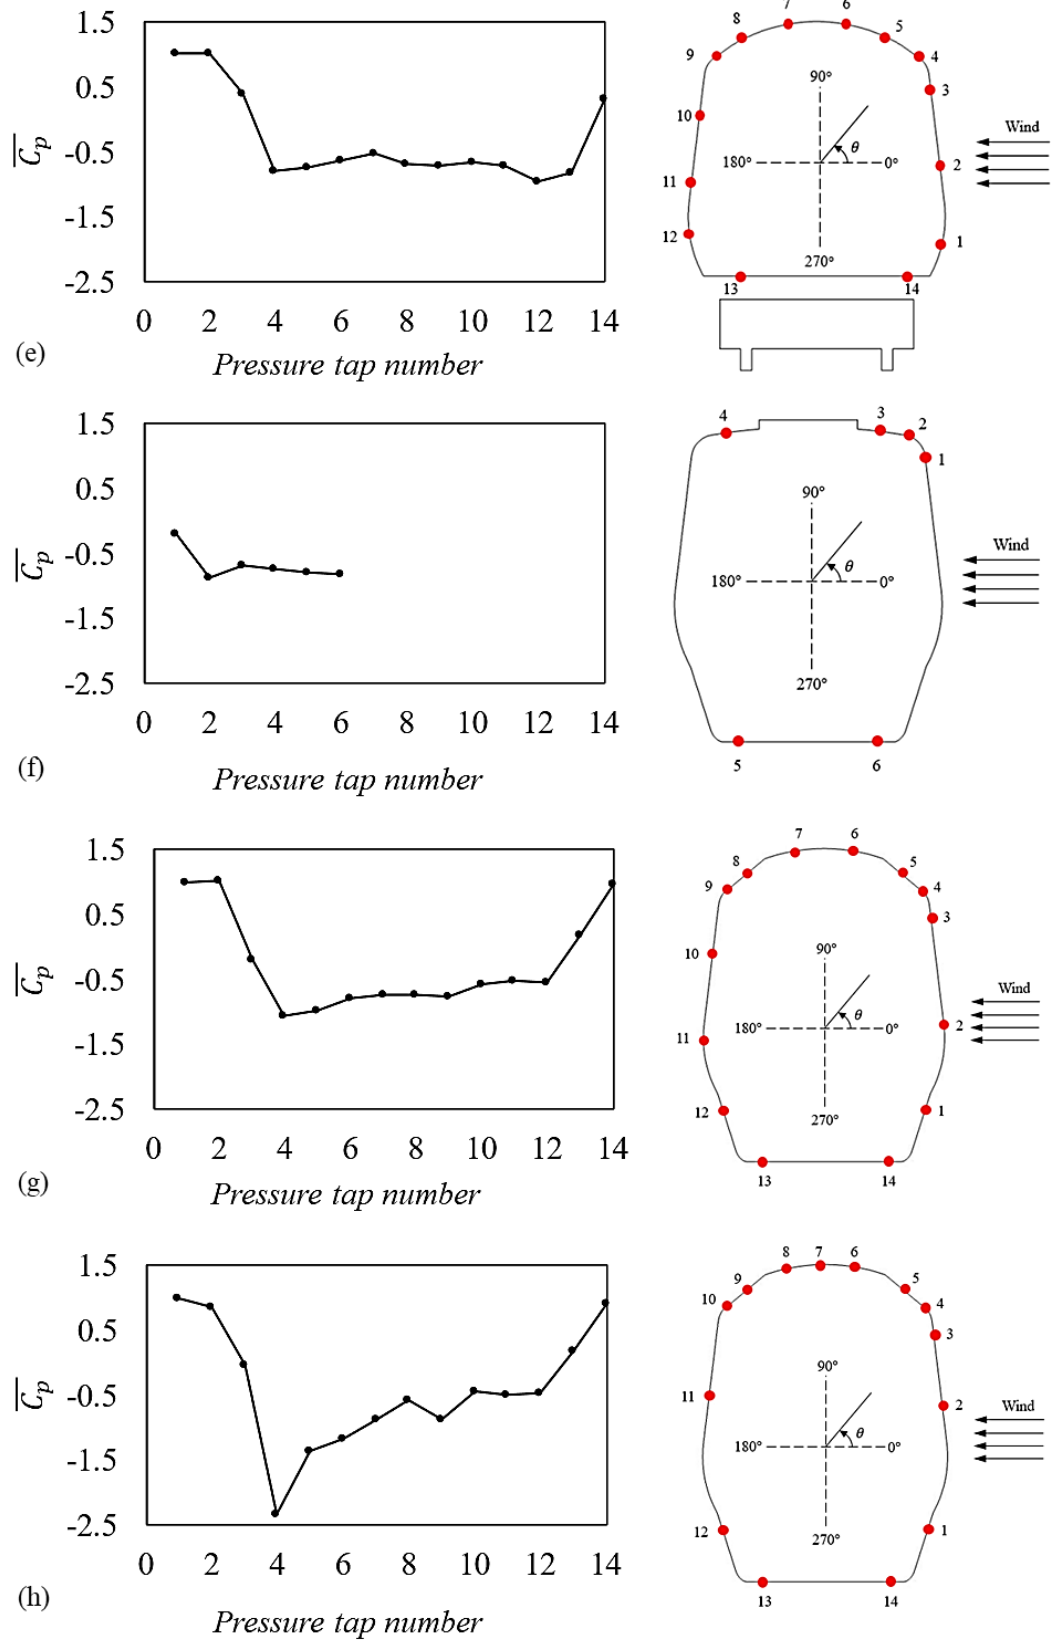 1.5
0.5
-0.5
-1.5
-2.5
C̅p
0 2 4 6 8 10 12 14
Pressure tap number
(e)
7 6
8 5
9 4
3
10
2
11
12 1
13 14
90°
180° θ 0°
270°
Wind
1.5
0.5
-0.5
-1.5
-2.5
C̅p
0 2 4 6 8 10 12 14
Pressure tap number
(f)
4 3 2
1
90°
180° θ 0°
270°
Wind
5 6
1.5
0.5
-0.5
-1.5
-2.5
C̅p
0 2 4 6 8 10 12 14
Pressure tap number
(g)
7 6
8 5
9 4
3
10
2
11
12 1
13 14
90°
180° θ 0°
270°
Wind
1.5
0.5
-0.5
-1.5
-2.5
C̅p
0 2 4 6 8 10 12 14
Pressure tap number
(h)
8 7 6
9 5
10 4
3
11 2
12 1
13 14
90°
180° θ 0°
270°
Wind